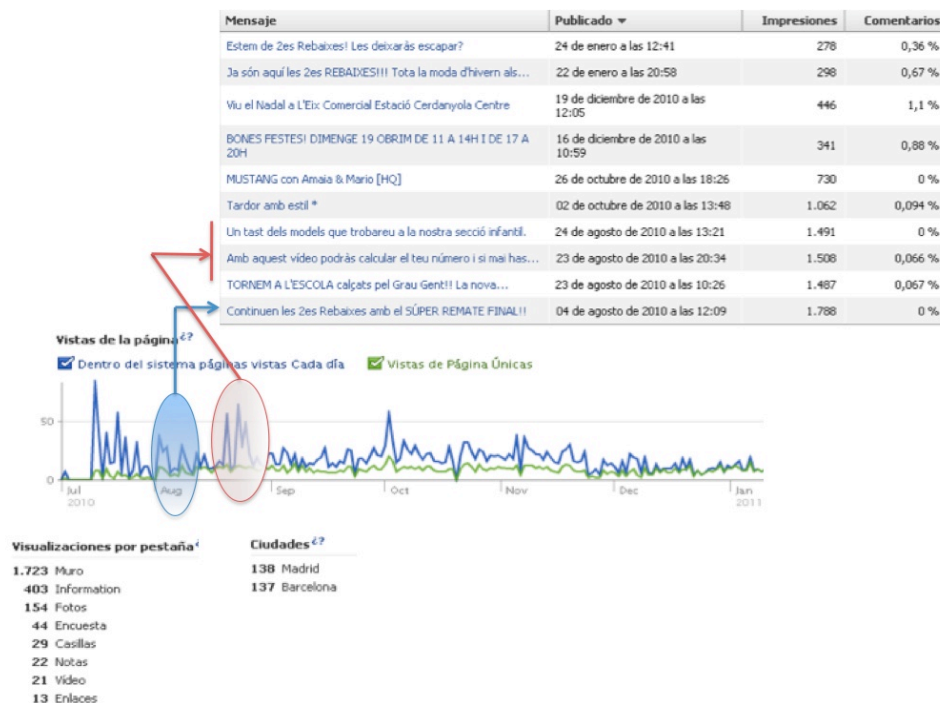 Mensaje Publicado Impresiones Comentarios
Estem de 2es Rebaixes! Les deixaràs escapar? 24 de enero a las 12:41 278 0,36 %
Ja són aquí les 2es REBAIXES!!! Tota la moda d'hivern als... 22 de enero a las 20:58 298 0,67 %
Viu el Nadal a L'Eix Comercial Estació Cerdanyola Centre 19 de diciembre de 2010 a las 12:05 446 1,1 %
BONES FESTES! DIMENGE 19 OBRIM DE 11 A 14H I DE 17 A 20H 16 de diciembre de 2010 a las 10:59 341 0,88 %
MUSTANG con Amaia & Mario [HQ] 26 de octubre de 2010 a las 18:26 730 0 %
Tardor amb estil * 02 de octubre de 2010 a las 13:48 1.062 0,094 %
Un tast dels models que trobareu a la nostra secció infantil. 24 de agosto de 2010 a las 13:21 1.491 0 %
Amb aquest vídeo podràs calcular el teu número i si mai has... 23 de agosto de 2010 a las 20:34 1.508 0,066 %
TORNEM A L'ESCOLA calçats pel Grau Gent!! La nova... 23 de agosto de 2010 a las 10:26 1.487 0,067 %
Continuen les 2es Rebaixes amb el SÚPER REMATE FINAL!! 04 de agosto de 2010 a las 12:09 1.788 0 %
Vistas de la página ¿?
Dentro del sistema páginas vistas Cada día Vistas de Página Únicas
50
0
Jul Aug Sep Oct Nov Dec Jan
2010 2011
Visualizaciones por pestaña
1.723 Muro
403 Information
154 Fotos
44 Encuesta
29 Casillas
22 Notas
21 Vídeo
13 Enlaces
Ciudades ¿?
138 Madrid
137 Barcelona